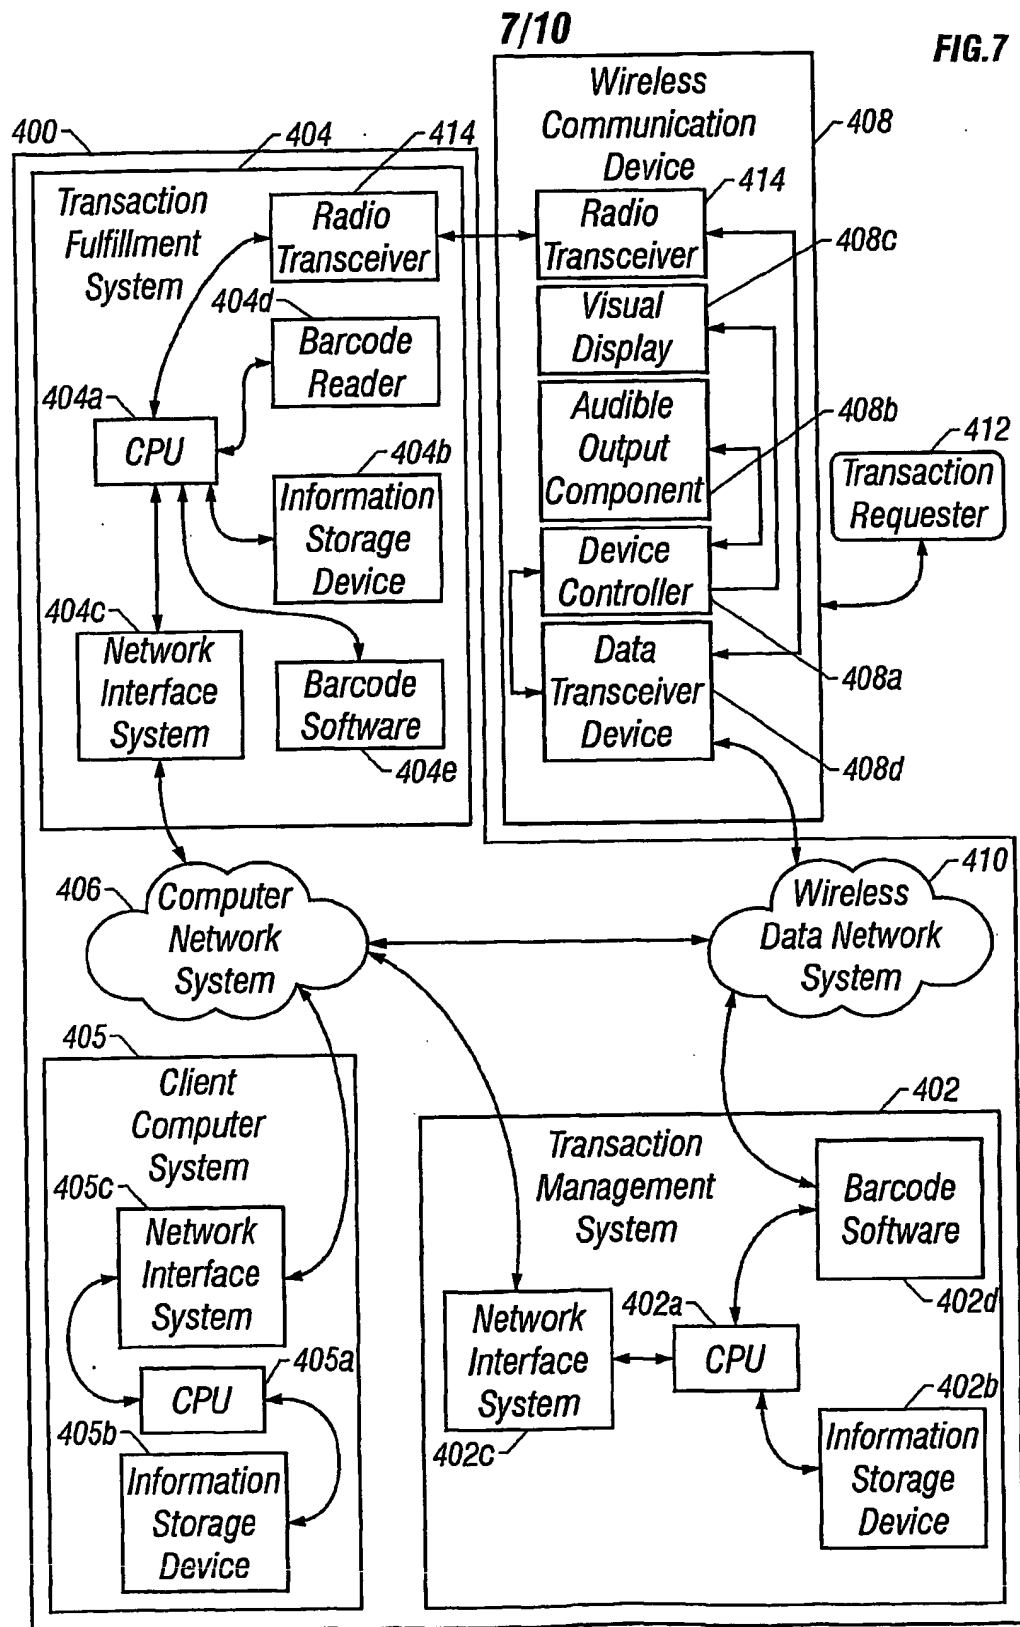 7/10
FIG.7
400
404
414
Transaction
Fulfillment
System
Radio
Transceiver
404d
Barcode
Reader
404a
CPU
404b
Information
Storage
Device
404c
Network
Interface
System
Barcode
Software
404e
Wireless
Communication
Device
408
414
Radio
Transceiver
408c
Visual
Display
Audible
Output
Component
408b
Device
Controller
408a
Data
Transceiver
Device
408d
412
Transaction
Requester
406
Computer
Network
System
410
Wireless
Data Network
System
405
Client
Computer
System
405c
Network
Interface
System
405a
CPU
405b
Information
Storage
Device
402
Transaction
Management
System
Barcode
Software
402d
402a
CPU
Network
Interface
System
402c
402b
Information
Storage
Device